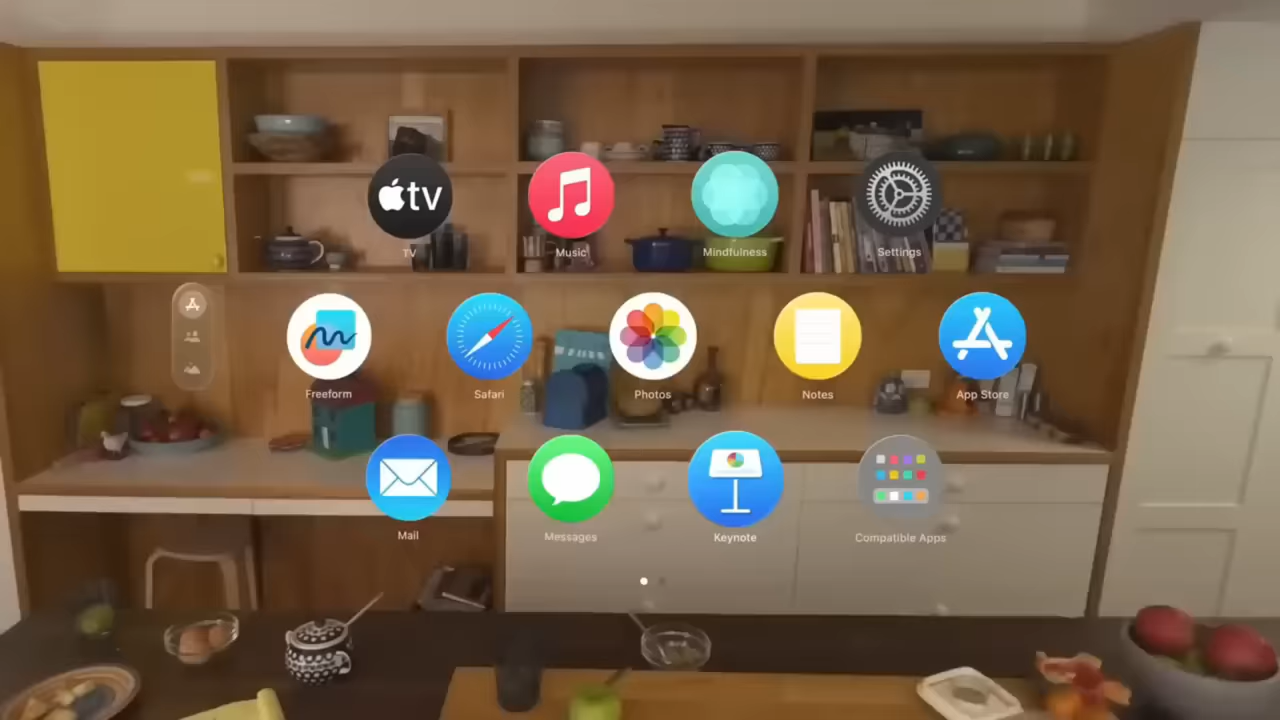 tv
TV
Music
Mindfulness
Settings
Freeform
Safari
Photos
Notes
App Store
Mail
Messages
Keynote
Compatible Apps